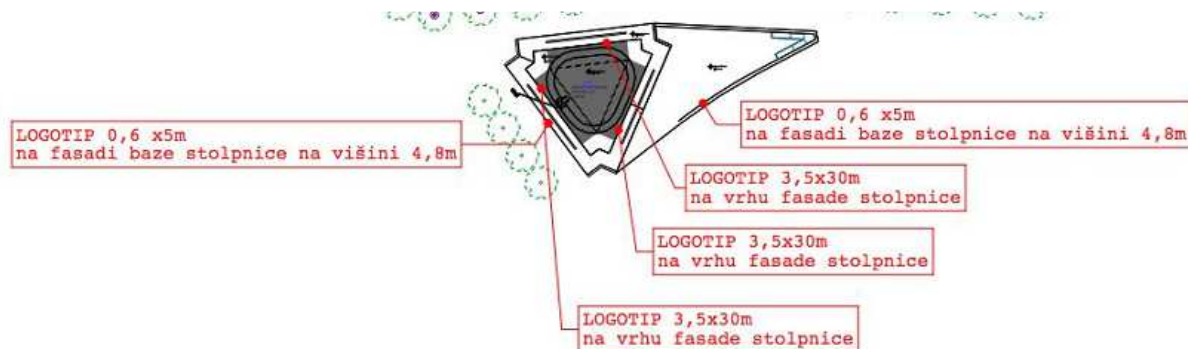 LOGOTIP 0,6 x5m
na fasadi baze stolpnice na višini 4,8m
LOGOTIP 0,6 x5m
na fasadi baze stolpnice na višini 4,8m
LOGOTIP 3,5x30m
na vrhu fasade stolpnice
LOGOTIP 3,5x30m
na vrhu fasade stolpnice
LOGOTIP 3,5x30m
na vrhu fasade stolpnice